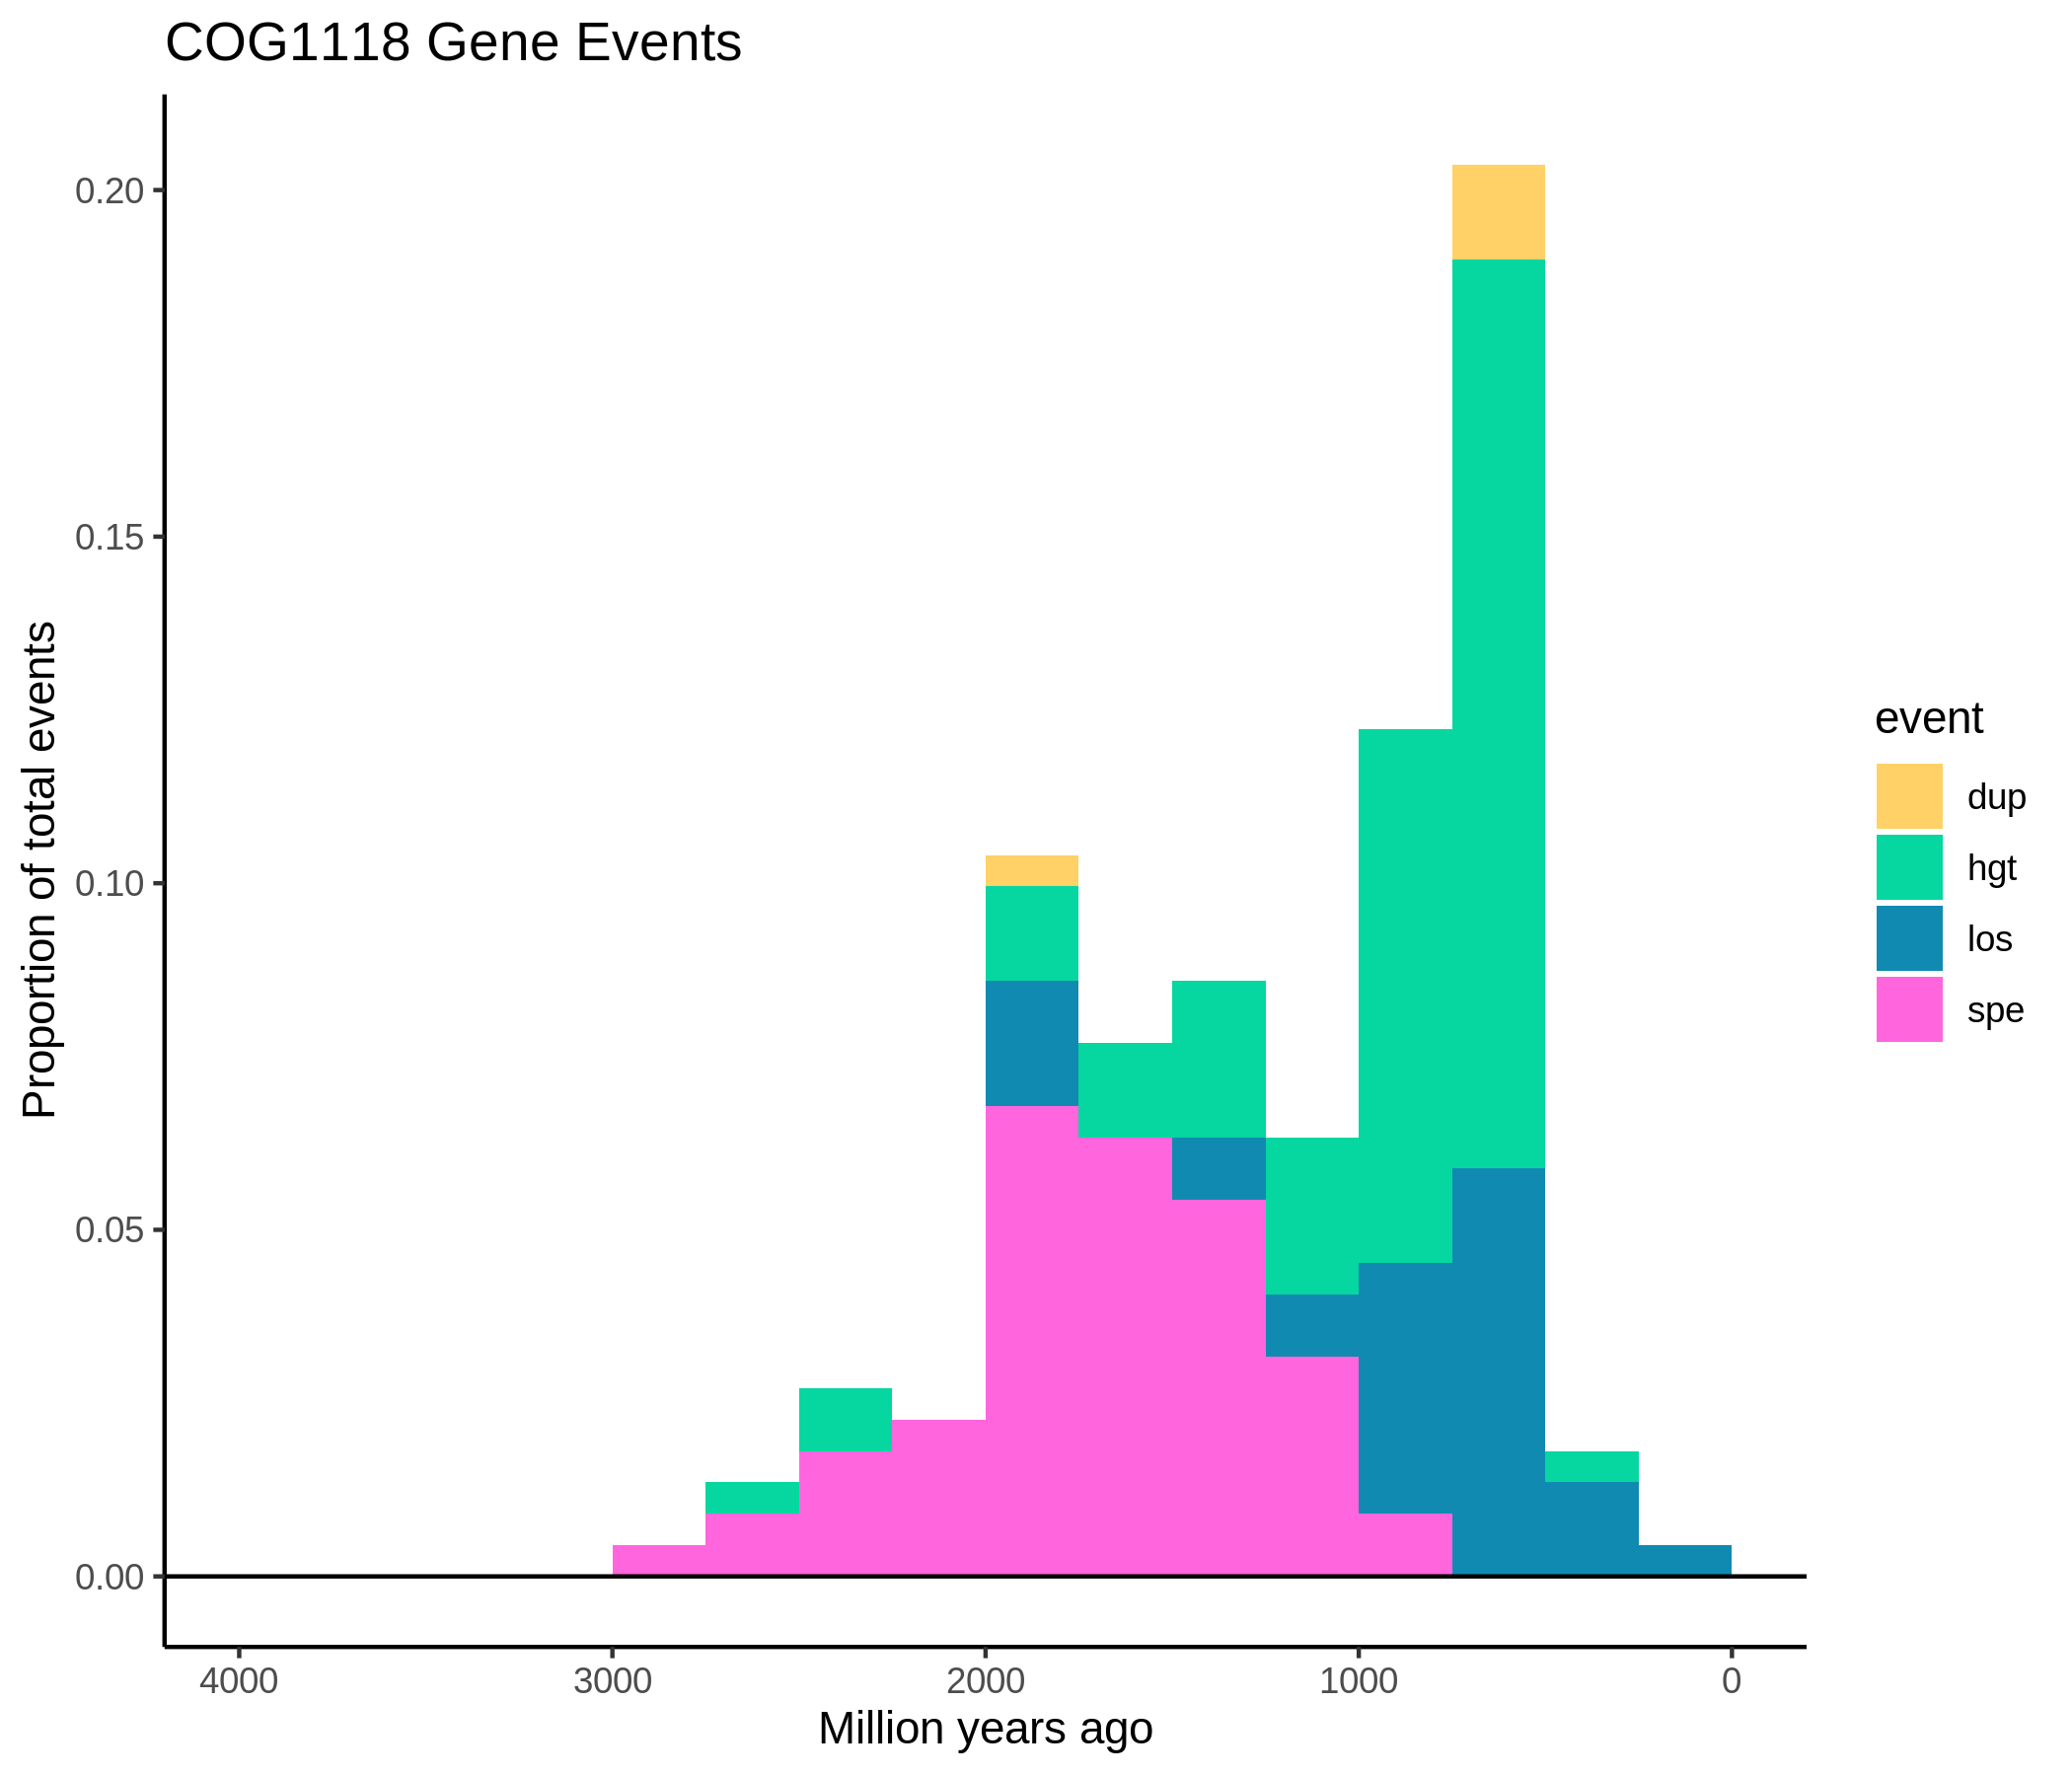 COG1118 Gene Events
Proportion of total events
0.20
0.15
0.10
0.05
0.00
4000 3000 2000 1000 0
Million years ago
event
dup
hgt
los
spe